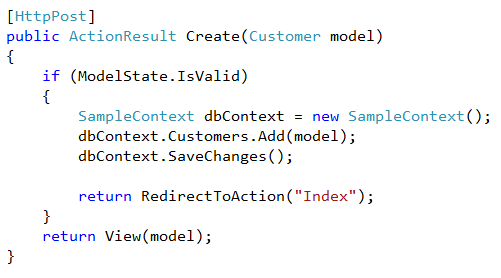 [HttpPost]
public ActionResult Create(Customer model)
{
    if (ModelState.IsValid)
    {
        SampleContext dbContext = new SampleContext();
        dbContext.Customers.Add(model);
        dbContext.SaveChanges();

        return RedirectToAction("Index");
    }
    return View(model);
}